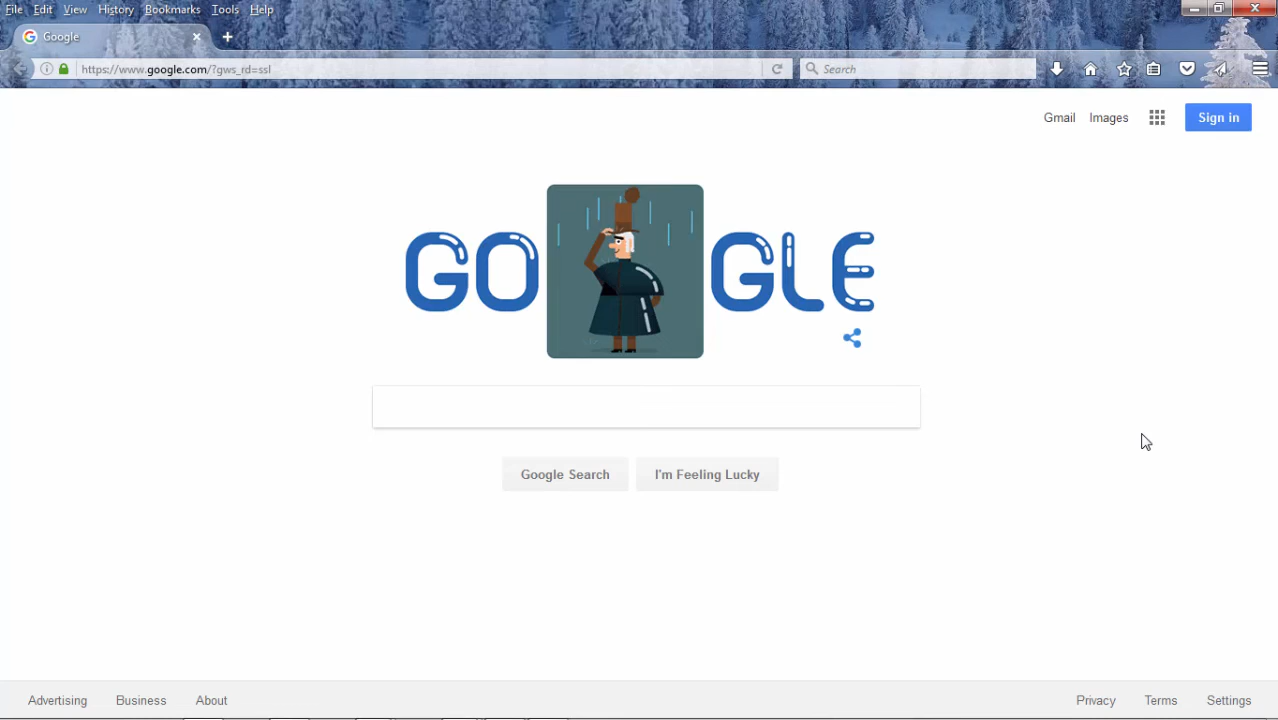 File Edit View History Bookmarks Tools Help
Google
https://www.google.com/?gws_rd=ssl Search
Gmail Images Sign in
GO GLE
Google Search I'm Feeling Lucky
Advertising Business About Privacy Terms Settings